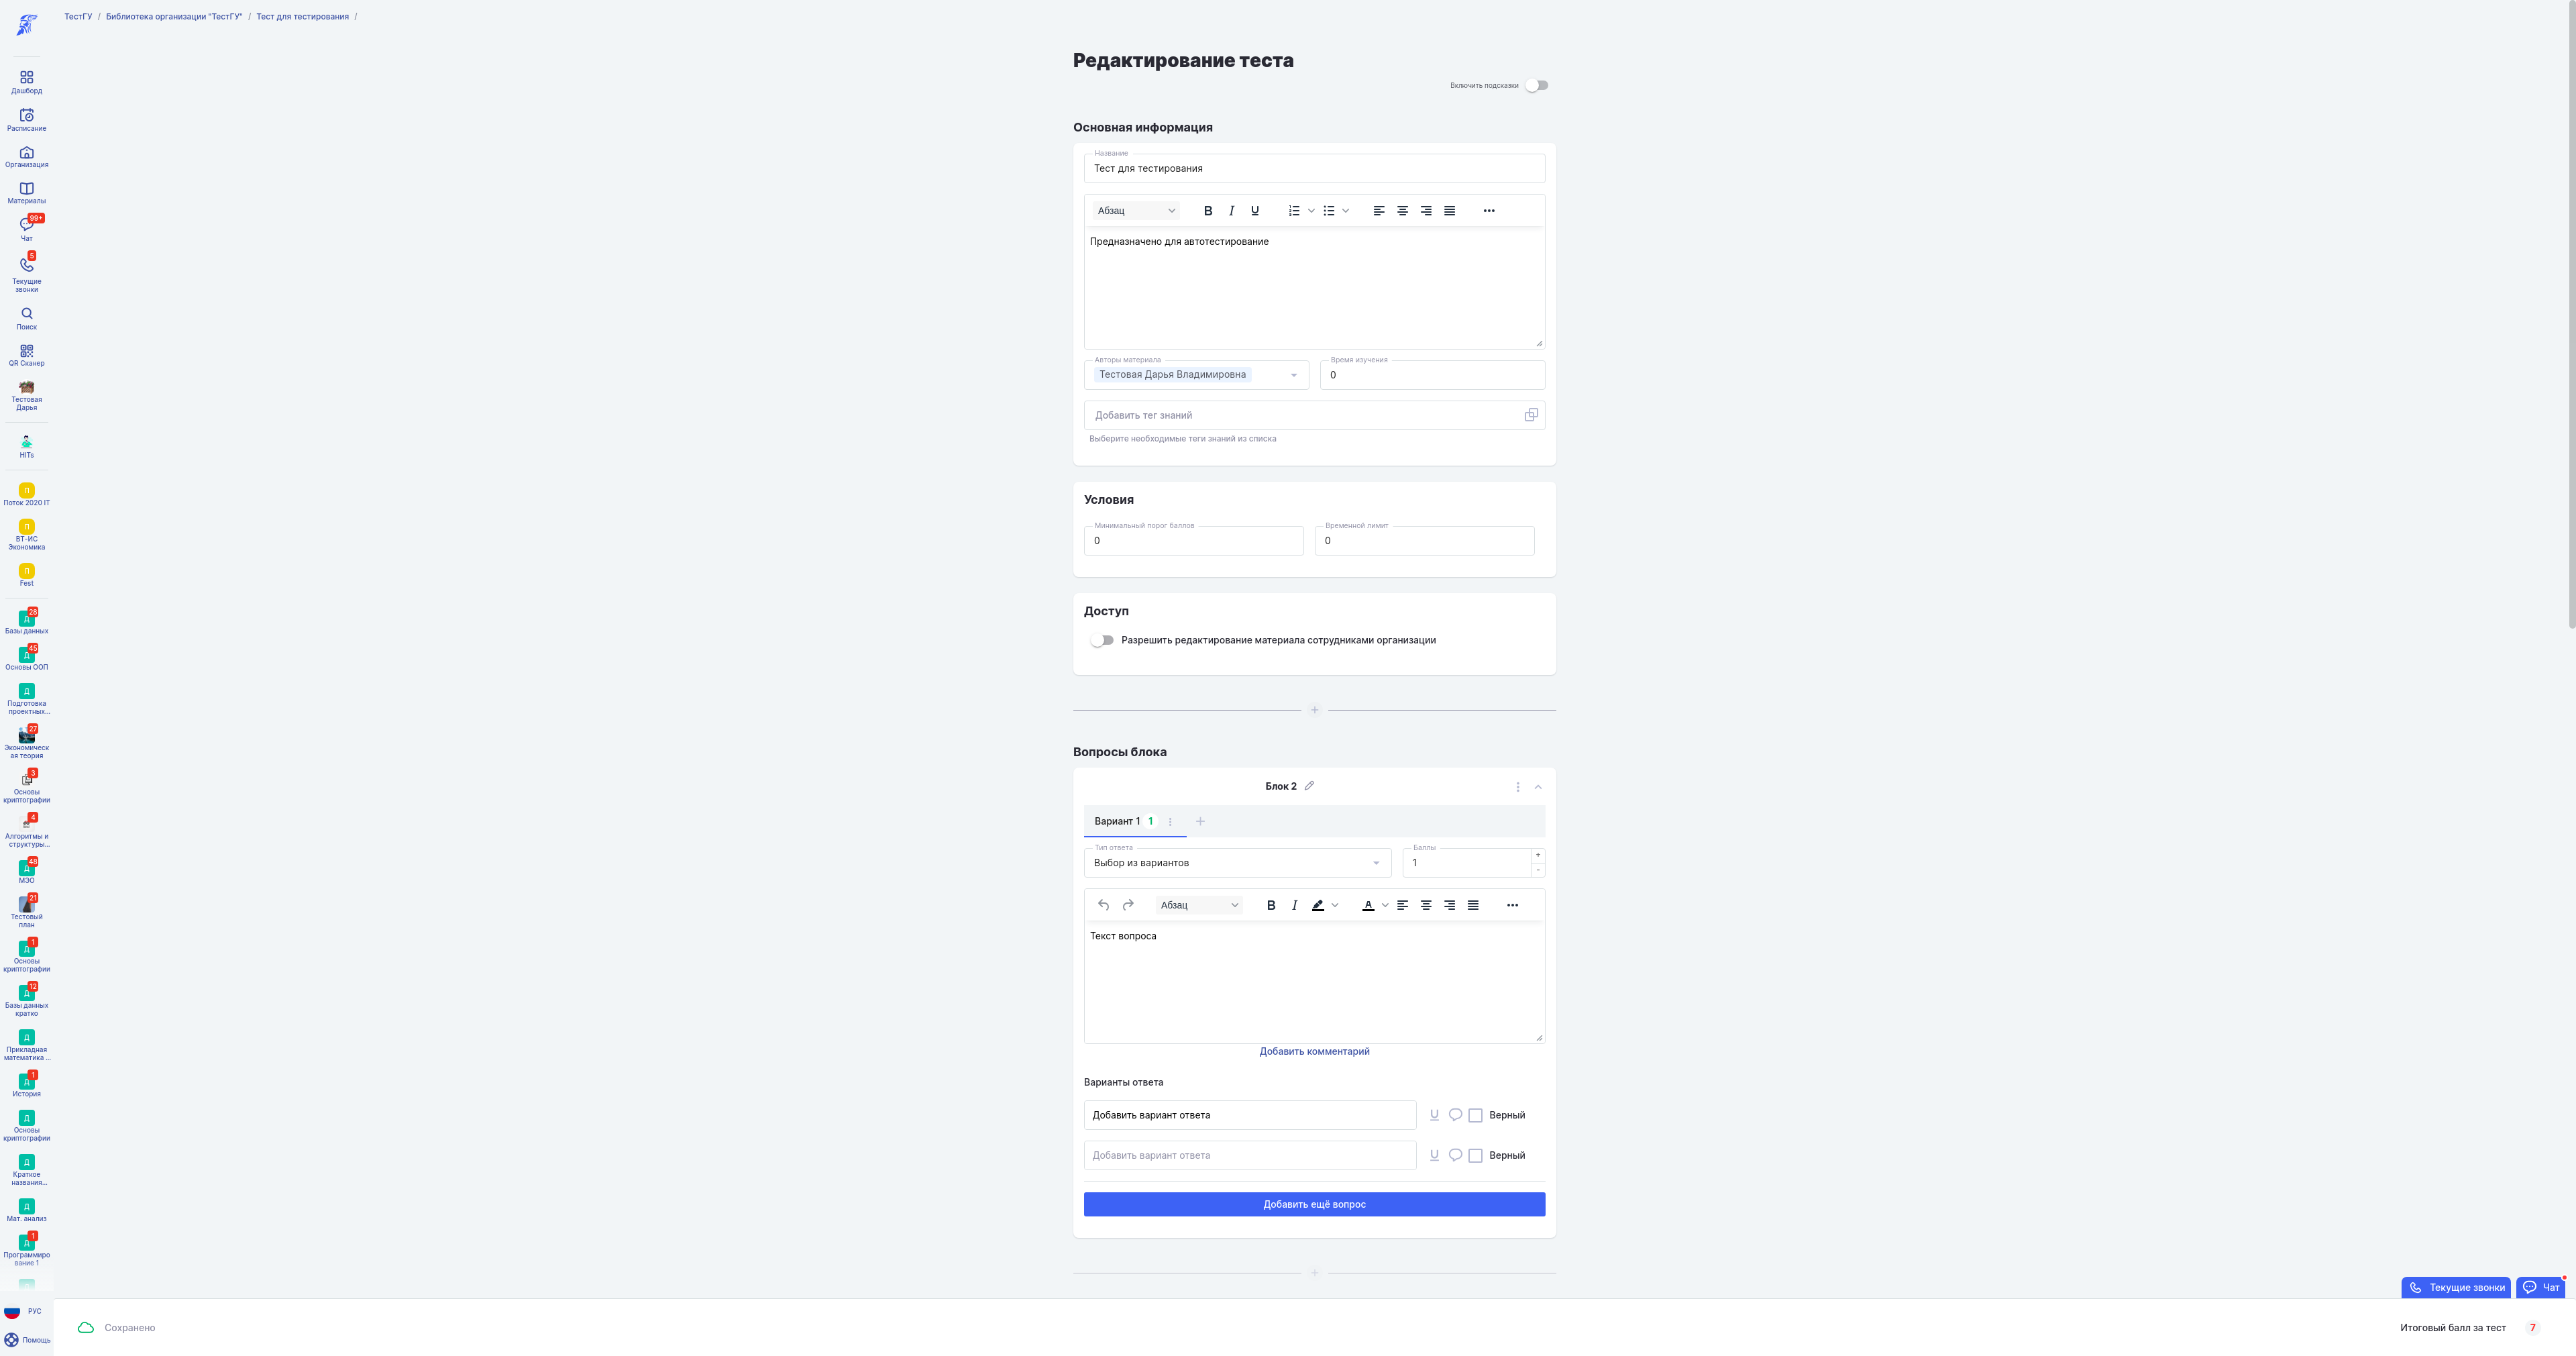 ТестГУ / Библиотека организации "ТестГУ" / Тест для тестирования /
Дашборд
Расписание
Организация
Материалы
99+
Чат
5
Текущие
звонки
Поиск
QR Сканер
Тестовая
Дарья
HITs
П
Поток 2020 IT
П
ВТ-ИС
Экономика
П
Fest
28
Д
Базы данных
45
Д
Основы ООП
Д
Подготовка
проектных...
27
Экономическ
ая теория
3
Основы
криптографии
4
Алгоритмы и
структуры...
48
Д
МЭО
21
Тестовый
план
1
Д
Основы
криптографии
12
Д
Базы данных
кратко
Д
Прикладная
математика ...
1
Д
История
Д
Основы
криптографии
Д
Краткое
названия...
Д
Мат. анализ
1
Д
Программиро
вание 1
РУС
Помощь
Редактирование теста
Включить подсказки
Основная информация
Название
Тест для тестирования
Абзац
Предназначено для автотестирование
Авторы материала
Тестовая Дарья Владимировна
Время изучения
0
Добавить тег знаний
Выберите необходимые теги знаний из списка
Условия
Минимальный порог баллов
0
Временной лимит
0
Доступ
Разрешить редактирование материала сотрудниками организации
Вопросы блока
Блок 2
Вариант 1 1
Тип ответа
Выбор из вариантов
Баллы
1
Абзац
Текст вопроса
Добавить комментарий
Варианты ответа
Добавить вариант ответа Верный
Добавить вариант ответа Верный
Добавить ещё вопрос
Текущие звонки
Чат
Сохранено
Итоговый балл за тест 7